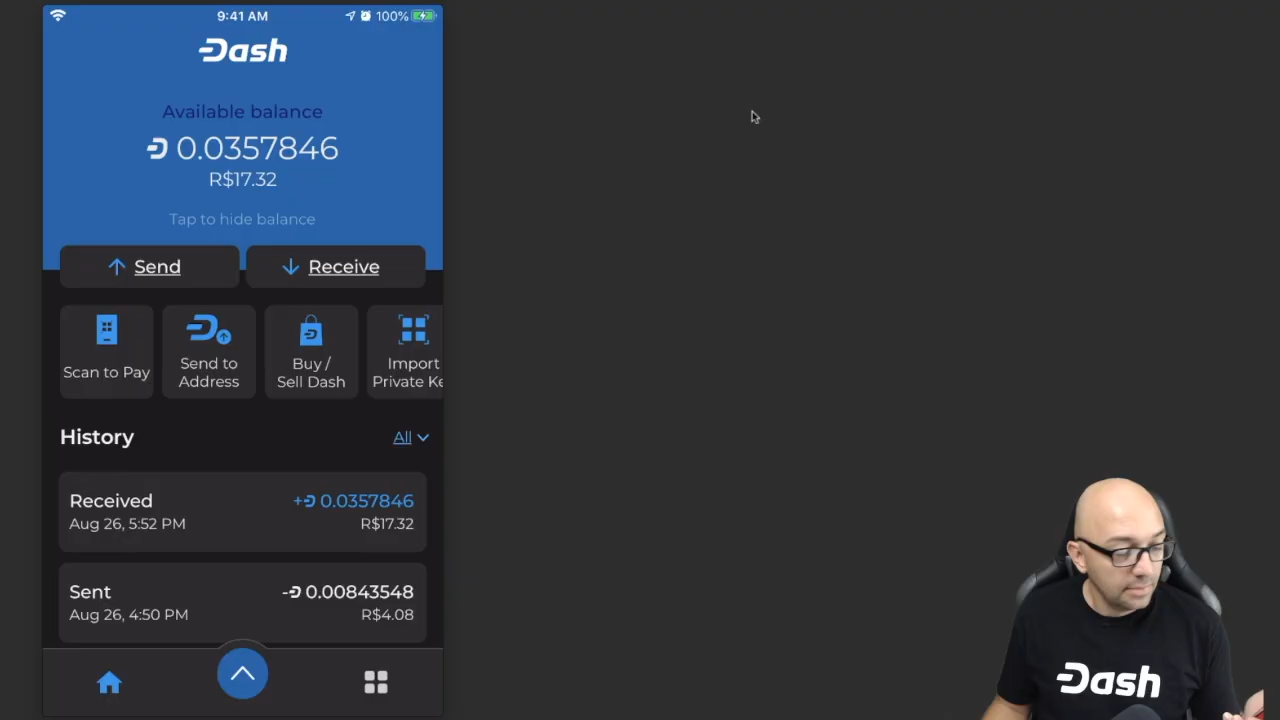 9:41 AM
100%
Dash
Available balance
0.0357846
R$17.32
Tap to hide balance
Send
Receive
Scan to Pay
Send to
Address
Buy /
Sell Dash
Import
Private Ke
History
All
Received
+ 0.0357846
Aug 26, 5:52 PM
R$17.32
Sent
- 0.00843548
Aug 26, 4:50 PM
R$4.08
Dash